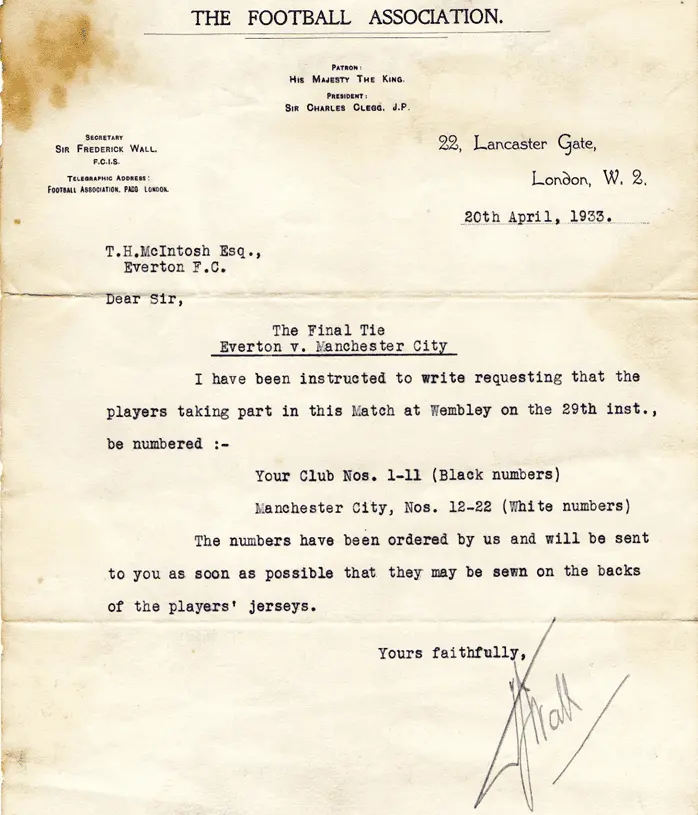 THE FOOTBALL ASSOCIATION.
PATRON:
HIS MAJESTY THE KING.
PRESIDENT:
SIR CHARLES CLEGG, J.P.
SECRETARY
SIR FREDERICK WALL,
F.C.I.S.
TELEGRAPHIC ADDRESS:
FOOTBALL ASSOCIATION, PADD LONDON.
22, Lancaster Gate,
London, W. 2.
20th April, 1933.
T.H.McIntosh Esq.,
Everton F.C.
Dear Sir,
The Final Tie
Everton v. Manchester City
I have been instructed to write requesting that the
players taking part in this Match at Wembley on the 29th inst.,
be numbered :-
Your Club Nos. 1-11 (Black numbers)
Manchester City, Nos. 12-22 (White numbers)
The numbers have been ordered by us and will be sent
to you as soon as possible that they may be sewn on the backs
of the players' jerseys.
Yours faithfully,
FWall